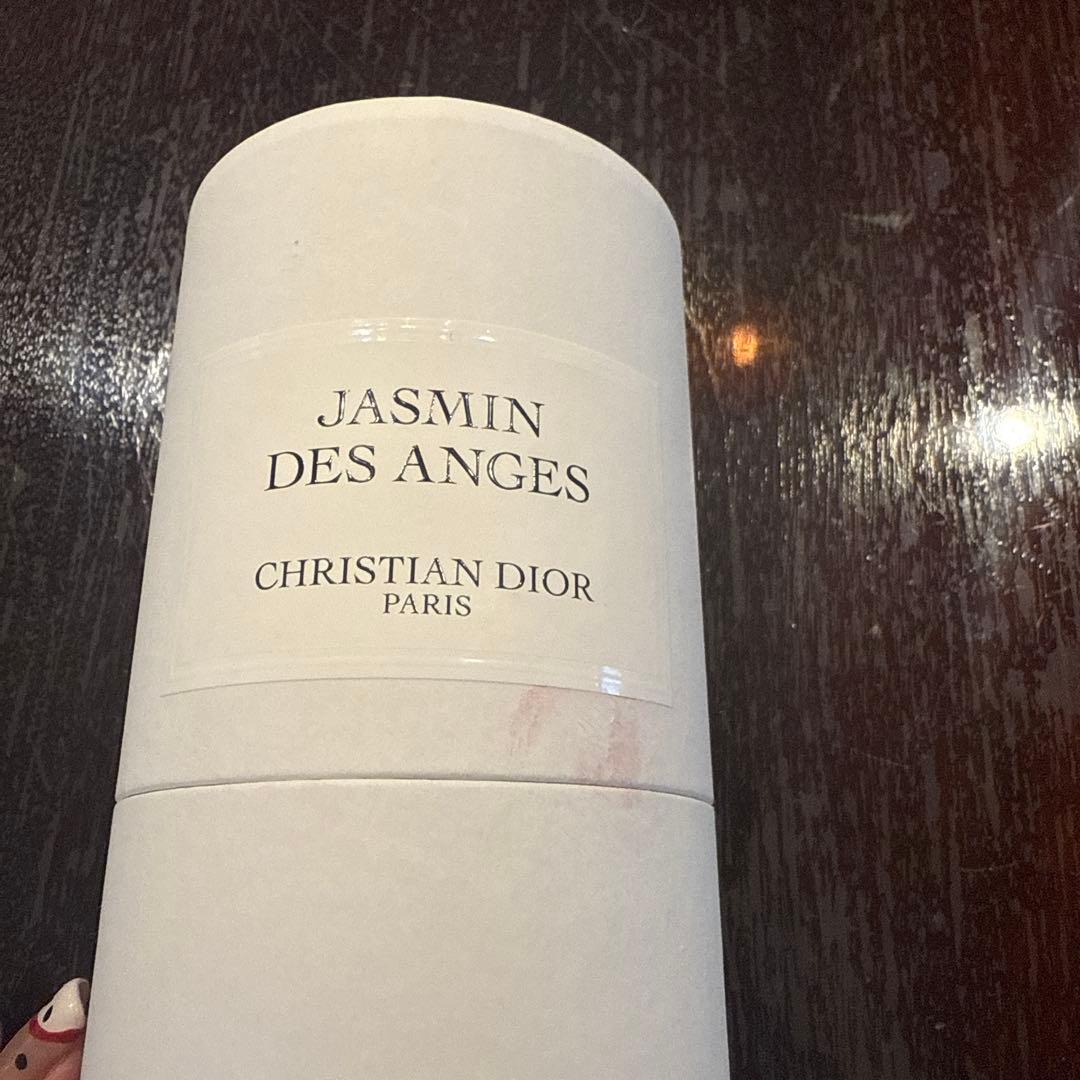 JASMIN
DES ANGES
CHRISTIAN DIOR
PARIS